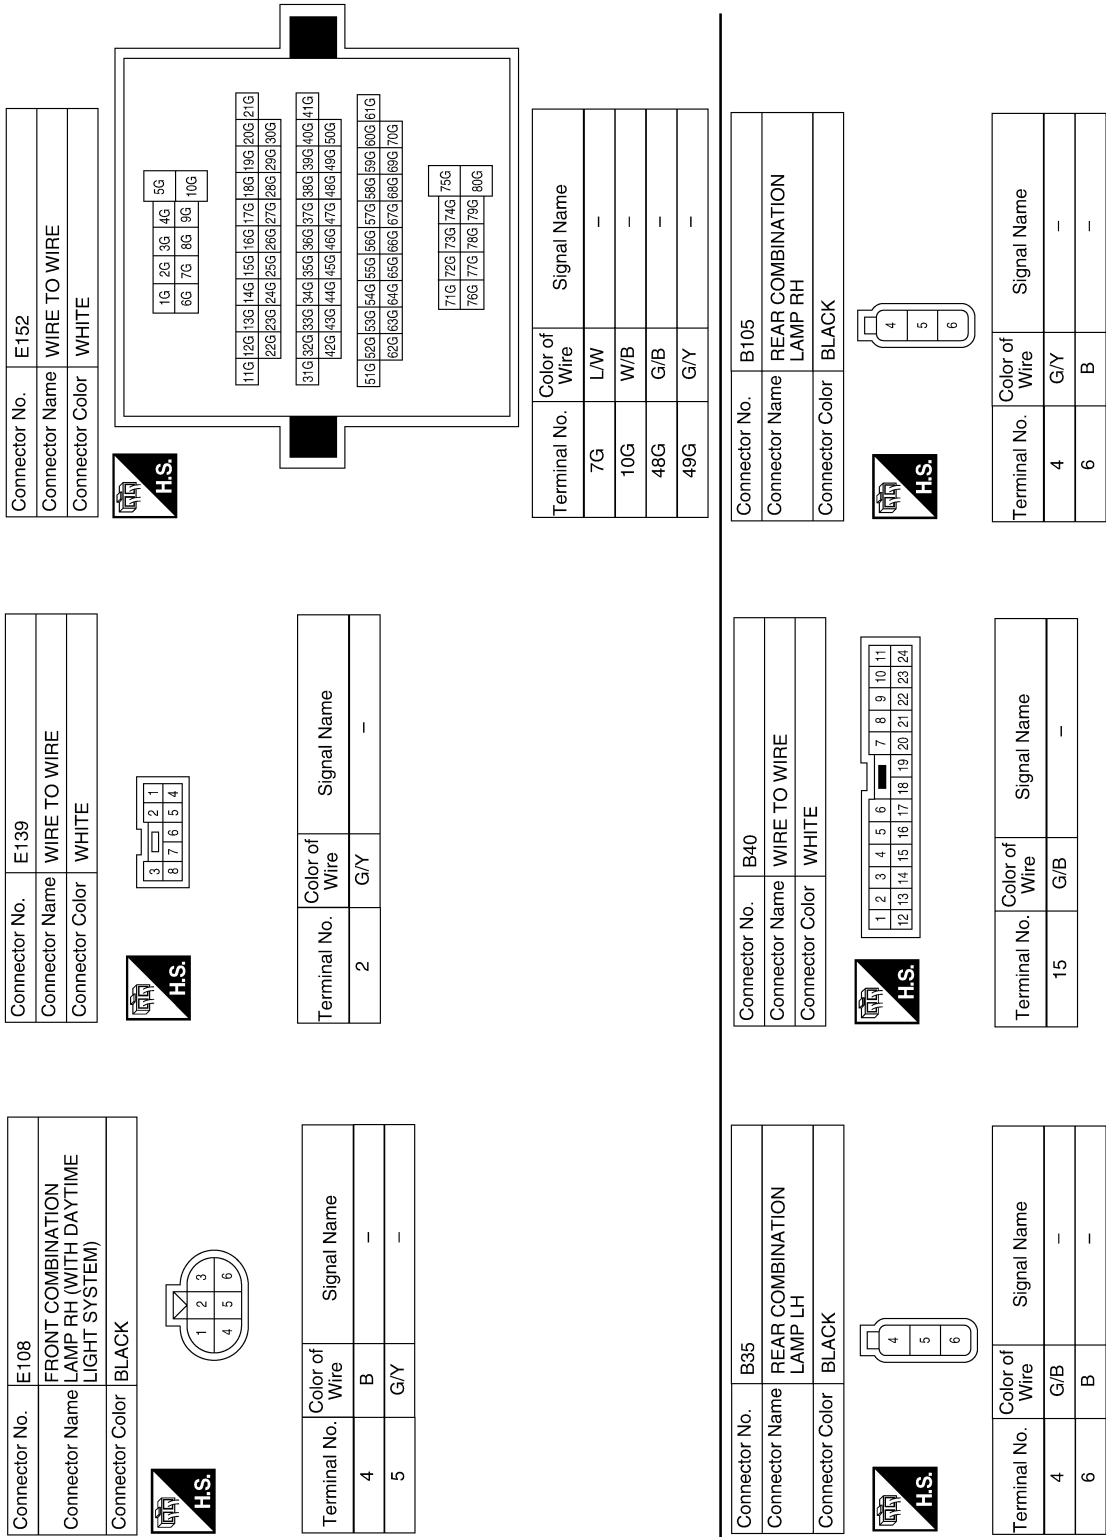 Connector No. E108
Connector Name FRONT COMBINATION
LAMP RH (WITH DAYTIME
LIGHT SYSTEM)
Connector Color BLACK
H.S.
1 2 3
4 5 6
Terminal No. Color of Wire Signal Name
4 B –
5 G/Y –
Connector No. E139
Connector Name WIRE TO WIRE
Connector Color WHITE
H.S.
3 2 1
8 7 6 5 4
Terminal No. Color of Wire Signal Name
2 G/Y –
Connector No. E152
Connector Name WIRE TO WIRE
Connector Color WHITE
H.S.
1G 2G 3G 4G 5G
6G 7G 8G 9G 10G
11G 12G 13G 14G 15G 16G 17G 18G 19G 20G 21G
22G 23G 24G 25G 26G 27G 28G 29G 30G
31G 32G 33G 34G 35G 36G 37G 38G 39G 40G 41G
42G 43G 44G 45G 46G 47G 48G 49G 50G
51G 52G 53G 54G 55G 56G 57G 58G 59G 60G 61G
62G 63G 64G 65G 66G 67G 68G 69G 70G
71G 72G 73G 74G 75G
76G 77G 78G 79G 80G
Terminal No. Color of Wire Signal Name
7G L/W –
10G W/B –
48G G/B –
49G G/Y –
Connector No. B35
Connector Name REAR COMBINATION
LAMP LH
Connector Color BLACK
H.S.
4
5
6
Terminal No. Color of Wire Signal Name
4 G/B –
6 B –
Connector No. B40
Connector Name WIRE TO WIRE
Connector Color WHITE
H.S.
1 2 3 4 5 6 7 8 9 10 11
12 13 14 15 16 17 18 19 20 21 22 23 24
Terminal No. Color of Wire Signal Name
15 G/B –
Connector No. B105
Connector Name REAR COMBINATION
LAMP RH
Connector Color BLACK
H.S.
4
5
6
Terminal No. Color of Wire Signal Name
4 G/Y –
6 B –